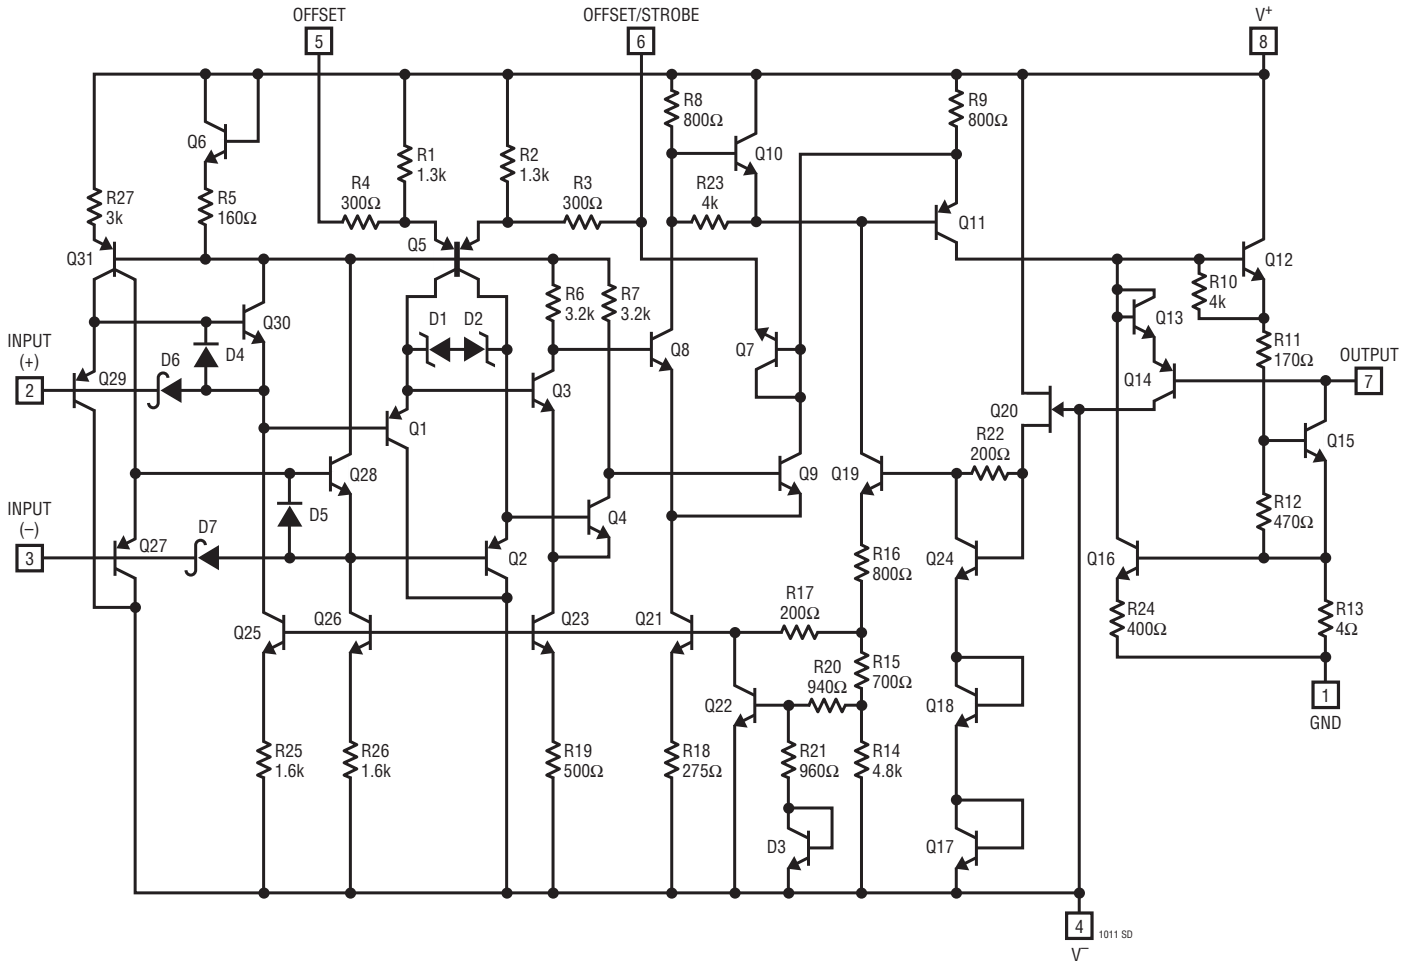 OFFSET
5
OFFSET/STROBE
6
V+
8
R8
800Ω
R9
800Ω
Q6
Q10
R1
1.3k
R2
1.3k
R27
3k
R5
160Ω
R4
300Ω
R3
300Ω
R23
4k
Q11
Q31
Q5
Q12
R6
3.2k
R7
3.2k
R10
4k
Q30
D1
D2
Q13
INPUT
(+)
2
D6
D4
Q8
Q7
R11
170Ω
OUTPUT
7
Q29
Q3
Q14
Q20
Q1
R22
200Ω
Q15
Q28
Q9
Q19
INPUT
(–)
3
D7
D5
Q4
R12
470Ω
Q27
Q2
R16
800Ω
Q24
Q16
R17
200Ω
R24
400Ω
R13
4Ω
Q25
Q26
Q23
Q21
R20
940Ω
R15
700Ω
Q22
Q18
1
GND
R25
1.6k
R26
1.6k
R19
500Ω
R18
275Ω
R21
960Ω
R14
4.8k
D3
Q17
4
V–
1011 SD